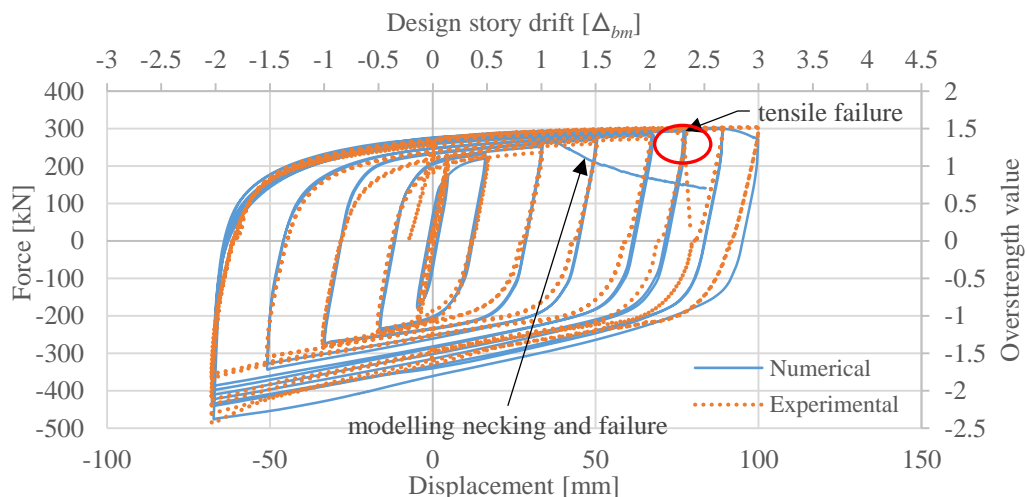 Design story drift [Δbm]
-3 -2.5 -2 -1.5 -1 -0.5 0 0.5 1 1.5 2 2.5 3 3.5 4 4.5
400 2
300 1.5
200 1
100 0.5
0 0
-100 -0.5
-200 -1
-300 -1.5
-400 -2
-500 -2.5
Force [kN]
Overstrength value
tensile failure
Numerical
Experimental
modelling necking and failure
-100 -50 0 50 100 150
Displacement [mm]